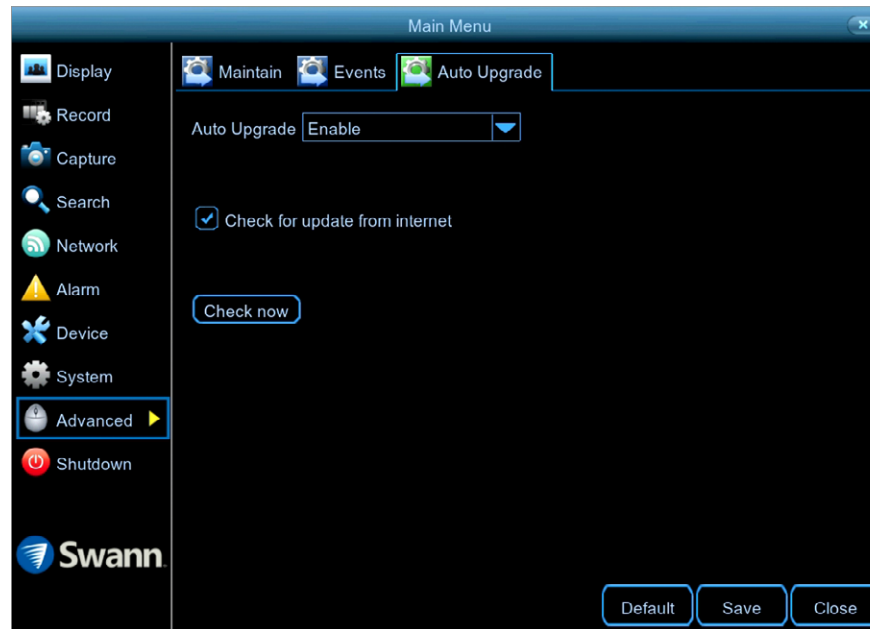 Main Menu
Display
Record
Capture
Search
Network
Alarm
Device
System
Advanced
Shutdown
Swann
Maintain Events Auto Upgrade
Auto Upgrade Enable
Check for update from internet
Check now
Default Save Close